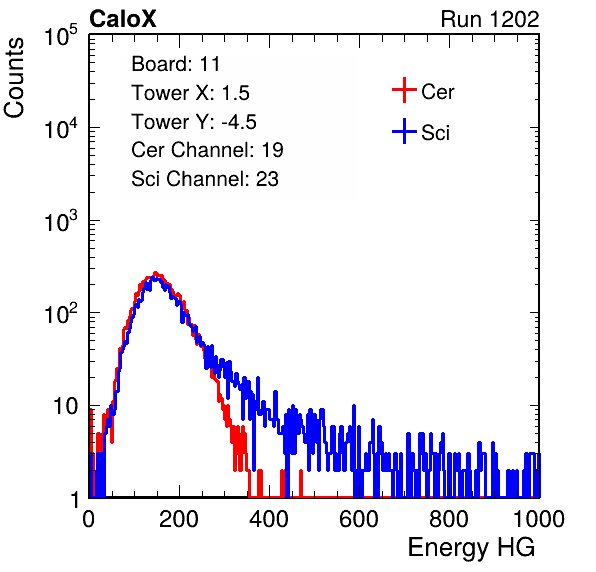 CaloX Run 1202
Counts
Board: 11
Tower X: 1.5
Tower Y: -4.5
Cer Channel: 19
Sci Channel: 23
Cer
Sci
10^5
10^4
10^3
10^2
10
1
0 200 400 600 800 1000
Energy HG